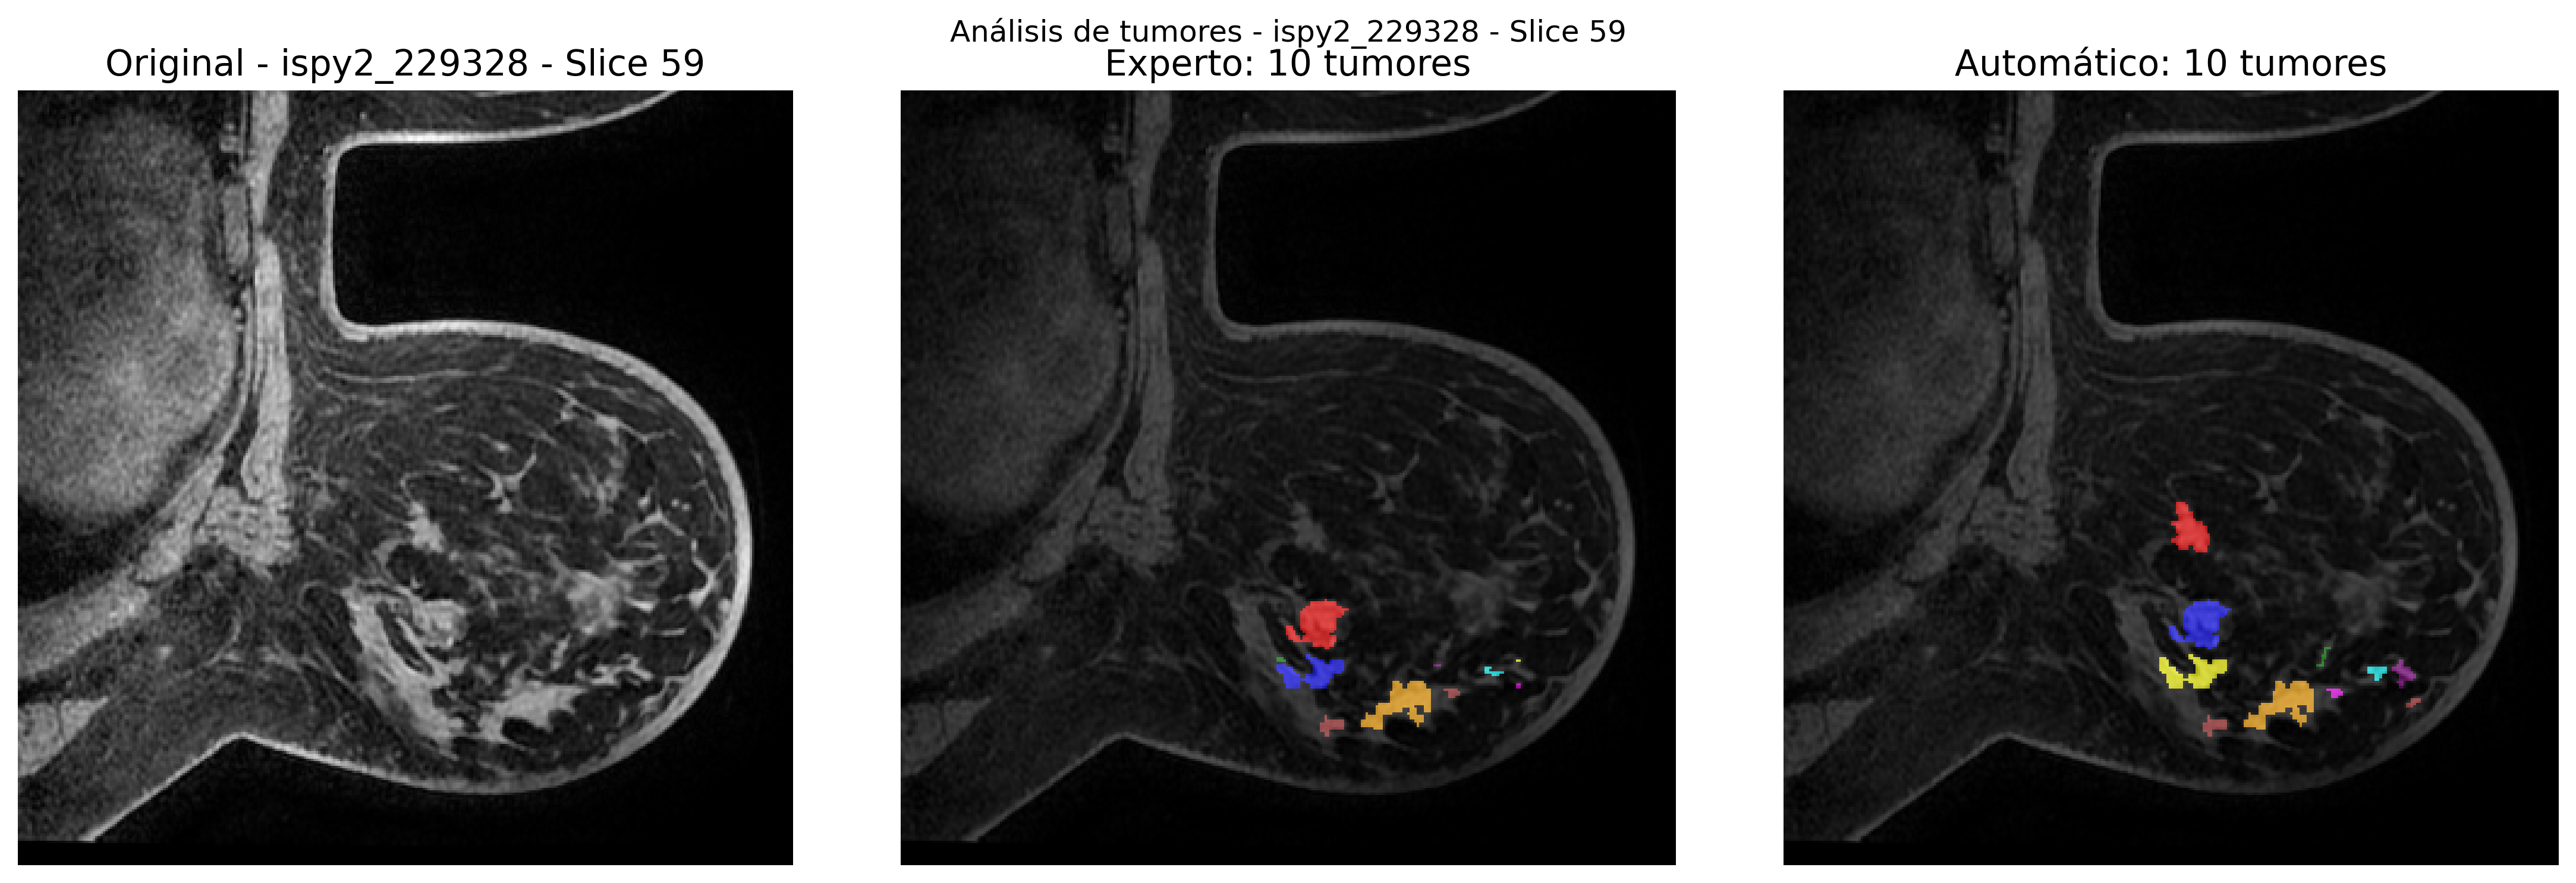 Análisis de tumores - ispy2_229328 - Slice 59
Original - ispy2_229328 - Slice 59
Experto: 10 tumores
Automático: 10 tumores